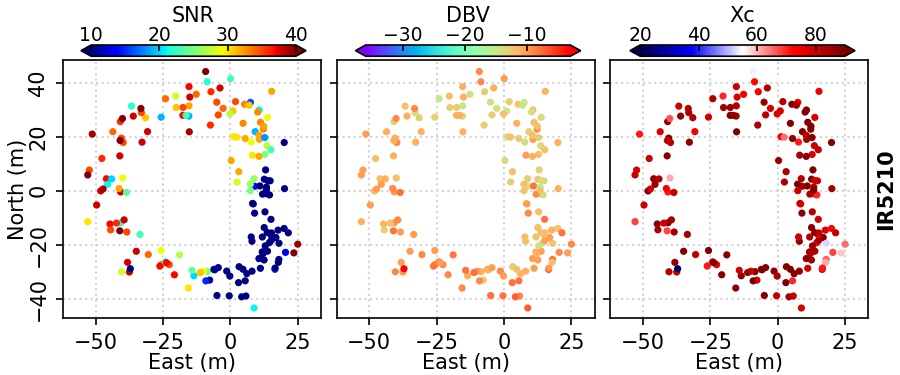 SNR DBV Xc
10 20 30 40 −30 −20 −10 20 40 60 80
40
20
0
−20
−40
North (m)
−50 −25 0 25 −50 −25 0 25 −50 −25 0 25
East (m) East (m) East (m)
IR5210